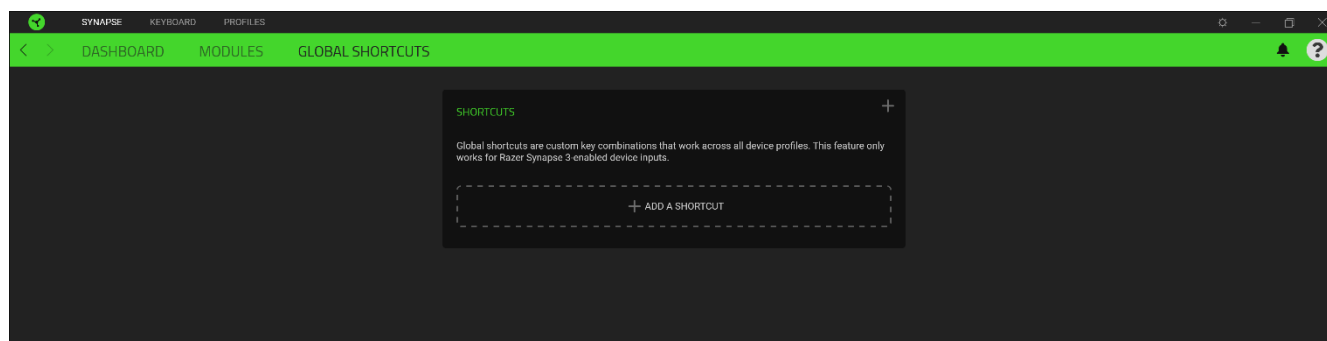 SYNAPSE KEYBOARD PROFILES
DASHBOARD MODULES GLOBAL SHORTCUTS
?
SHORTCUTS
Global shortcuts are custom key combinations that work across all device profiles. This feature only
works for Razer Synapse 3-enabled device inputs.
ADD A SHORTCUT